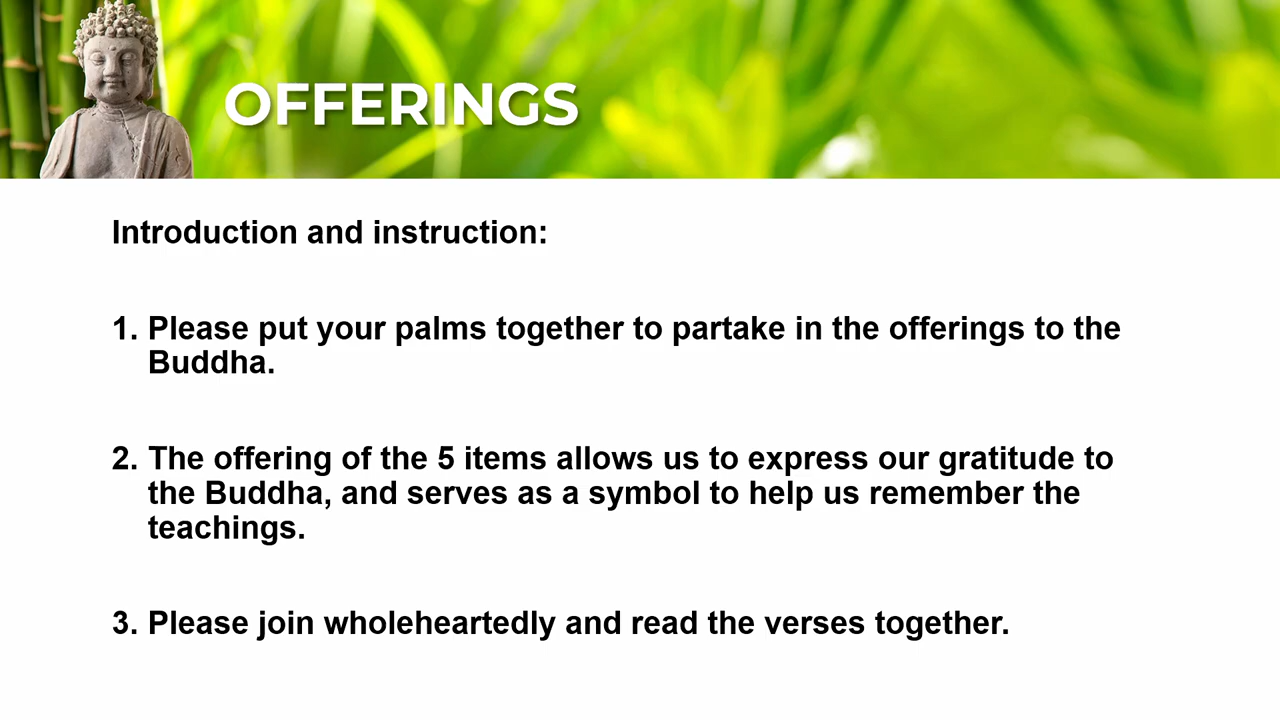 OFFERINGS
Introduction and instruction:
1. Please put your palms together to partake in the offerings to the
Buddha.
2. The offering of the 5 items allows us to express our gratitude to
the Buddha, and serves as a symbol to help us remember the
teachings.
3. Please join wholeheartedly and read the verses together.